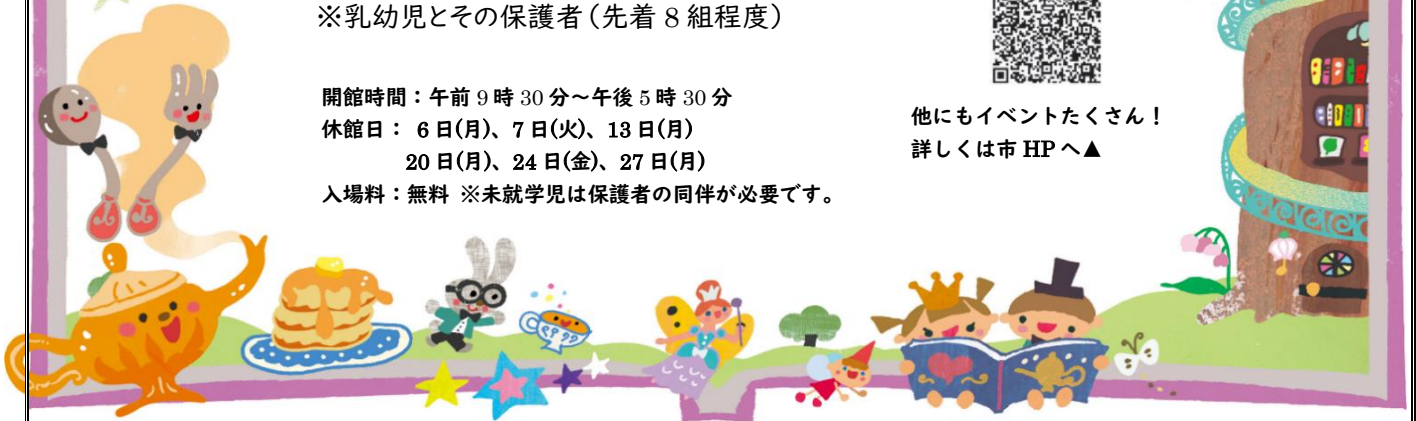 ※乳幼児とその保護者（先着８組程度）
開館時間：午前 9 時 30 分～午後 5 時 30 分
休館日： 6 日(月)、7 日(火)、13 日(月)
20 日(月)、24 日(金)、27 日(月)
入場料：無料 ※未就学児は保護者の同伴が必要です。
他にもイベントたくさん！
詳しくは市 HP へ▲